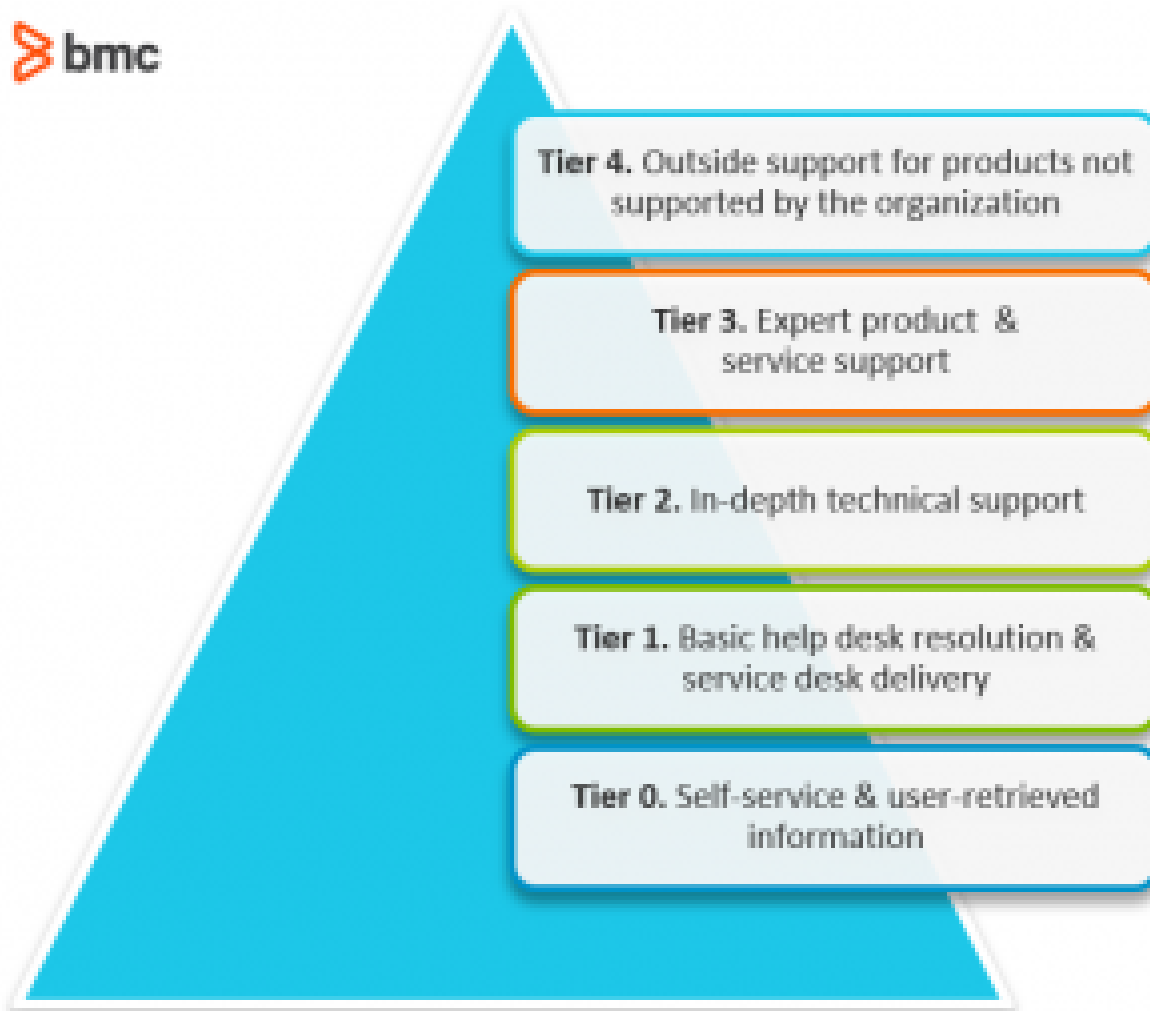 bmc
Tier 4. Outside support for products not
supported by the organization
Tier 3. Expert product &
service support
Tier 2. In-depth technical support
Tier 1. Basic help desk resolution &
service desk delivery
Tier 0. Self-service & user-retrieved
information